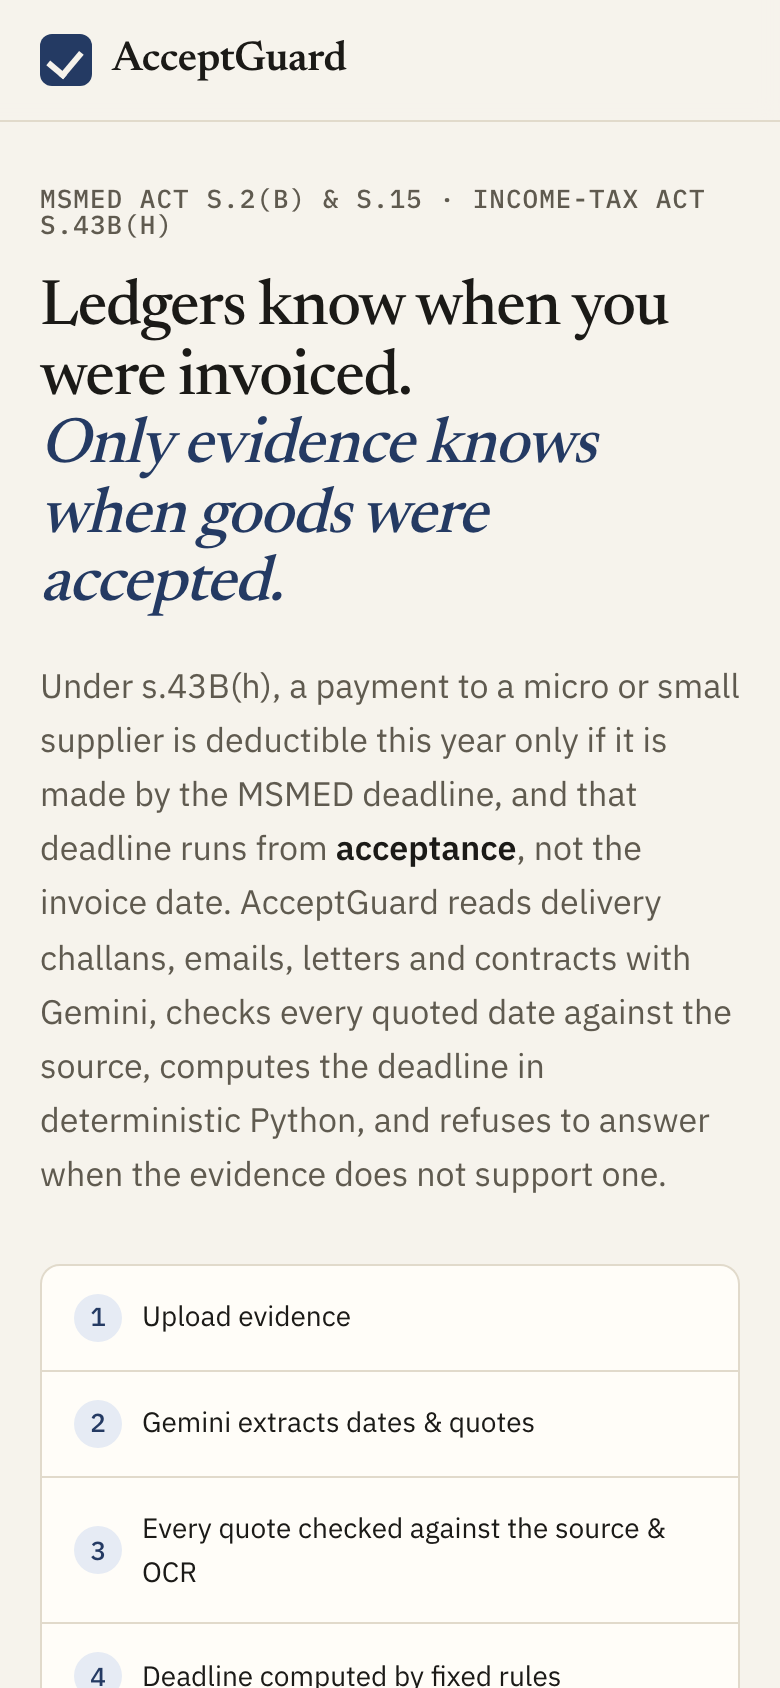 AcceptGuard
MSMED ACT S.2(B) & S.15 · INCOME-TAX ACT
S.43B(H)
Ledgers know when you
were invoiced.
Only evidence knows
when goods were
accepted.
Under s.43B(h), a payment to a micro or small
supplier is deductible this year only if it is
made by the MSMED deadline, and that
deadline runs from acceptance, not the
invoice date. AcceptGuard reads delivery
challans, emails, letters and contracts with
Gemini, checks every quoted date against the
source, computes the deadline in
deterministic Python, and refuses to answer
when the evidence does not support one.
1 Upload evidence
2 Gemini extracts dates & quotes
3 Every quote checked against the source &
OCR
4 Deadline computed by fixed rules